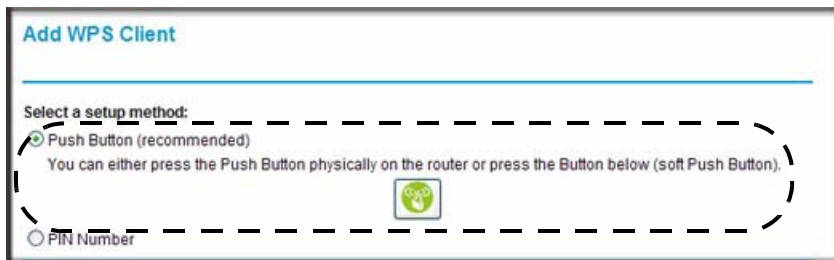 Add WPS Client
Select a setup method:
Push Button (recommended)
You can either press the Push Button physically on the router or press the Button below (soft Push Button).
PIN Number